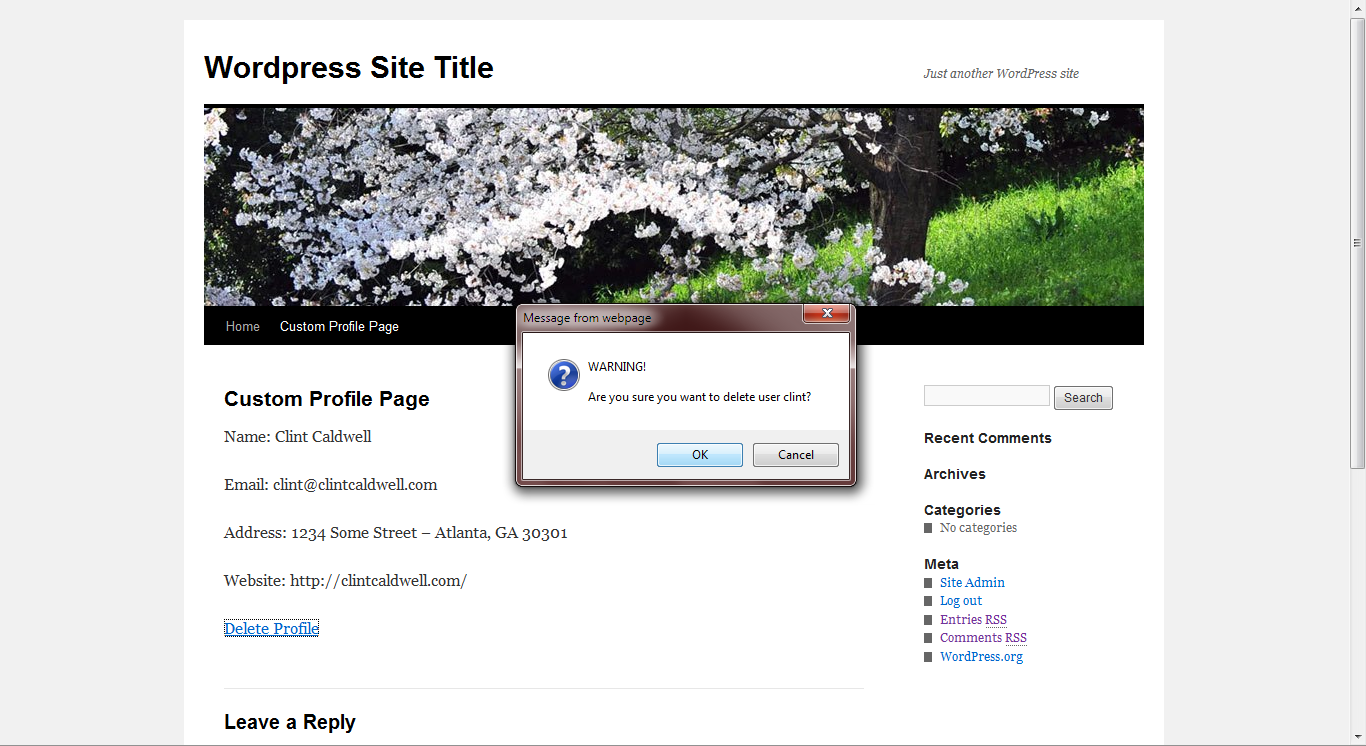 Wordpress Site Title
Just another WordPress site
Home
Custom Profile Page
Message from webpage
WARNING!
Are you sure you want to delete user clint?
OK
Cancel
Custom Profile Page
Name: Clint Caldwell
Email: clint@clintcaldwell.com
Address: 1234 Some Street – Atlanta, GA 30301
Website: http://clintcaldwell.com/
Delete Profile
Leave a Reply
Search
Recent Comments
Archives
Categories
No categories
Meta
Site Admin
Log out
Entries RSS
Comments RSS
WordPress.org